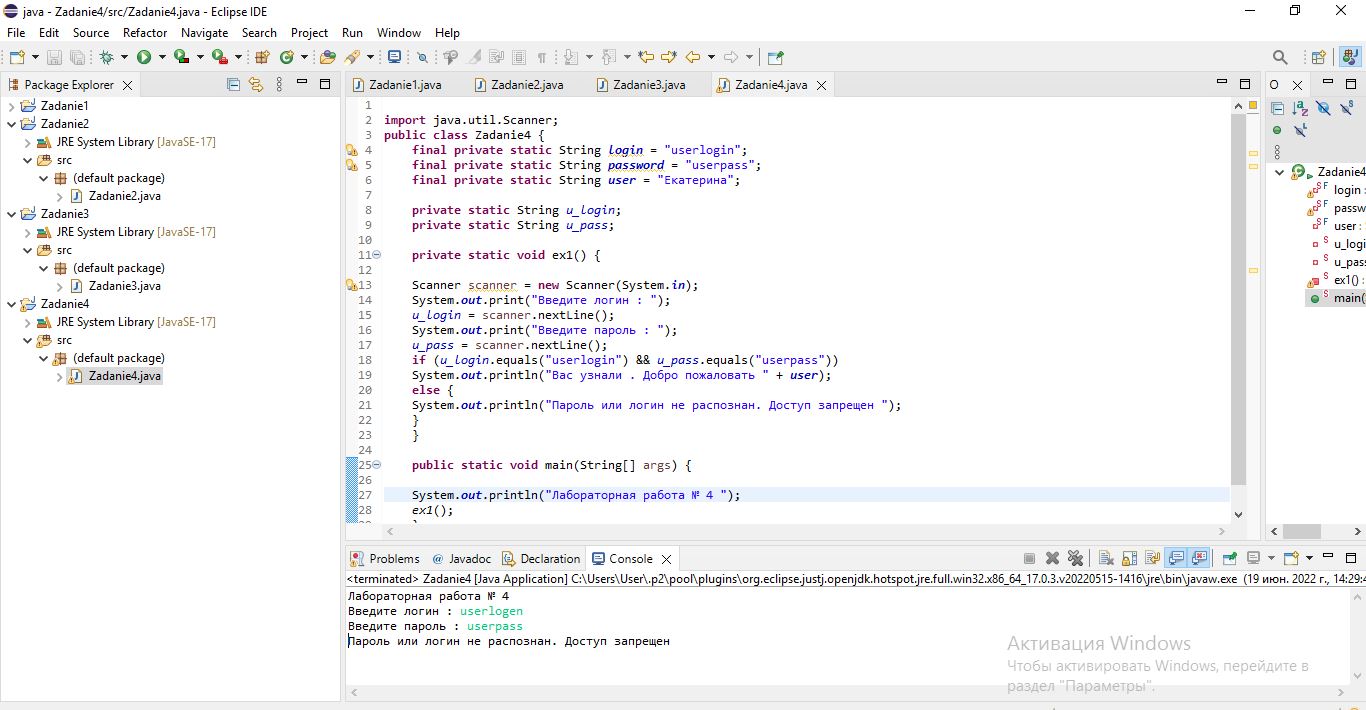 java - Zadanie4/src/Zadanie4.java - Eclipse IDE
File Edit Source Refactor Navigate Search Project Run Window Help
Package Explorer
Zadanie1
Zadanie2
JRE System Library [JavaSE-17]
src
(default package)
Zadanie2.java
Zadanie3
JRE System Library [JavaSE-17]
src
(default package)
Zadanie3.java
Zadanie4
JRE System Library [JavaSE-17]
src
(default package)
Zadanie4.java
Zadanie1.java Zadanie2.java Zadanie3.java Zadanie4.java
1
2 import java.util.Scanner;
3 public class Zadanie4 {
4 final private static String login = "userlogin";
5 final private static String password = "userpass";
6 final private static String user = "Екатерина";
7
8 private static String u_login;
9 private static String u_pass;
10
11 private static void ex1() {
12
13 Scanner scanner = new Scanner(System.in);
14 System.out.print("Введите логин : ");
15 u_login = scanner.nextLine();
16 System.out.print("Введите пароль : ");
17 u_pass = scanner.nextLine();
18 if (u_login.equals("userlogin") && u_pass.equals("userpass"))
19 System.out.println("Вас узнали . Добро пожаловать " + user);
20 else {
21 System.out.println("Пароль или логин не распознан. Доступ запрещен ");
22 }
23 }
24
25 public static void main(String[] args) {
26
27 System.out.println("Лабораторная работа № 4 ");
28 ex1();
O
Zadanie4
login :
passw
user :
u_logi
u_pass
ex1() :
main(
Problems @ Javadoc Declaration Console
<terminated> Zadanie4 [Java Application] C:\Users\User\.p2\pool\plugins\org.eclipse.justj.openjdk.hotspot.jre.full.win32.x86_64_17.0.3.v20220515-1416\jre\bin\javaw.exe (19 июн. 2022 г., 14:29:4
Лабораторная работа № 4
Введите логин : userlogen
Введите пароль : userpass
Пароль или логин не распознан. Доступ запрещен
Активация Windows
Чтобы активировать Windows, перейдите в
раздел "Параметры".